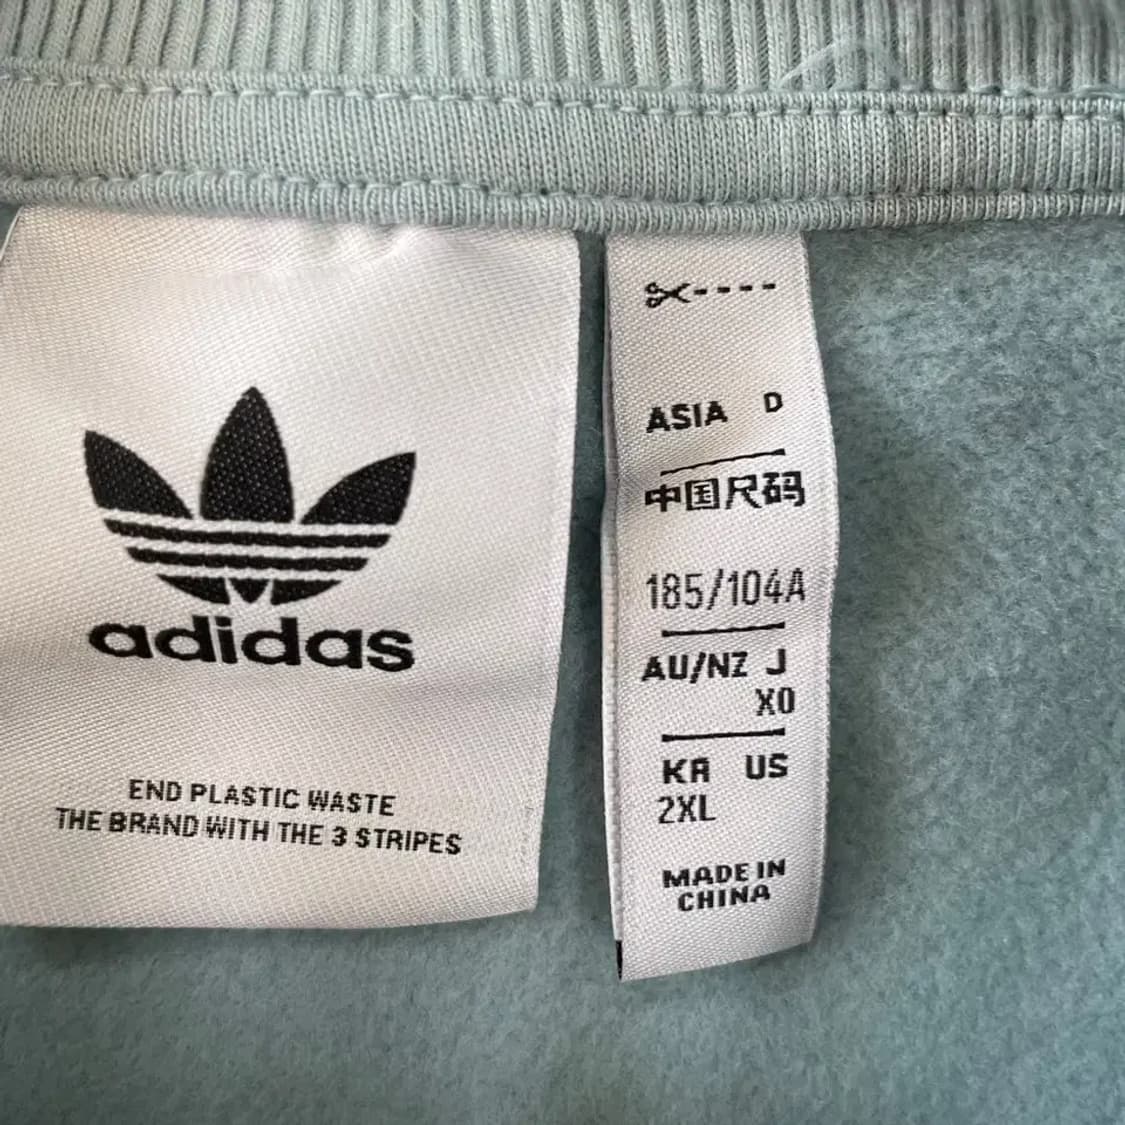 adidas
END PLASTIC WASTE
THE BRAND WITH THE 3 STRIPES
ASIA D
中国尺码
185/104A
AU/NZ J
XO
KA US
2XL
MADE IN
CHINA